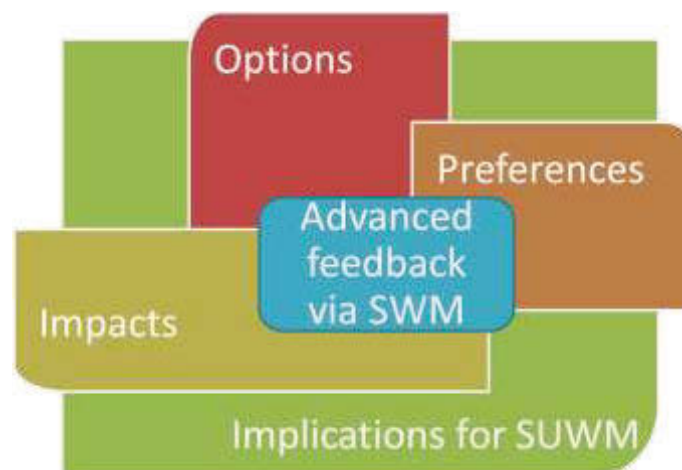 Options
Preferences
Advanced
feedback
via SWM
Impacts
Implications for SUWM